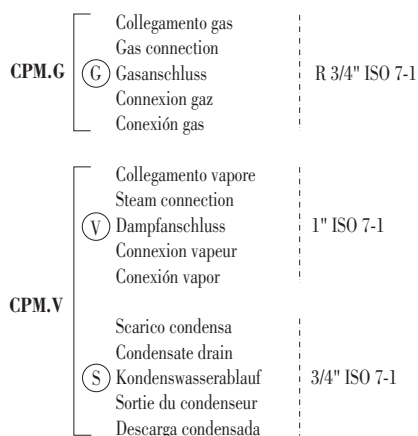 Collegamento gas
Gas connection
CPM.G G Gasanschluss R 3/4" ISO 7-1
Connexion gaz
Conexión gas
Collegamento vapore
Steam connection
V Dampfanschluss 1" ISO 7-1
Connexion vapeur
Conexión vapor
CPM.V
Scarico condensa
Condensate drain
S Kondenswasserablauf 3/4" ISO 7-1
Sortie du condenseur
Descarga condensada